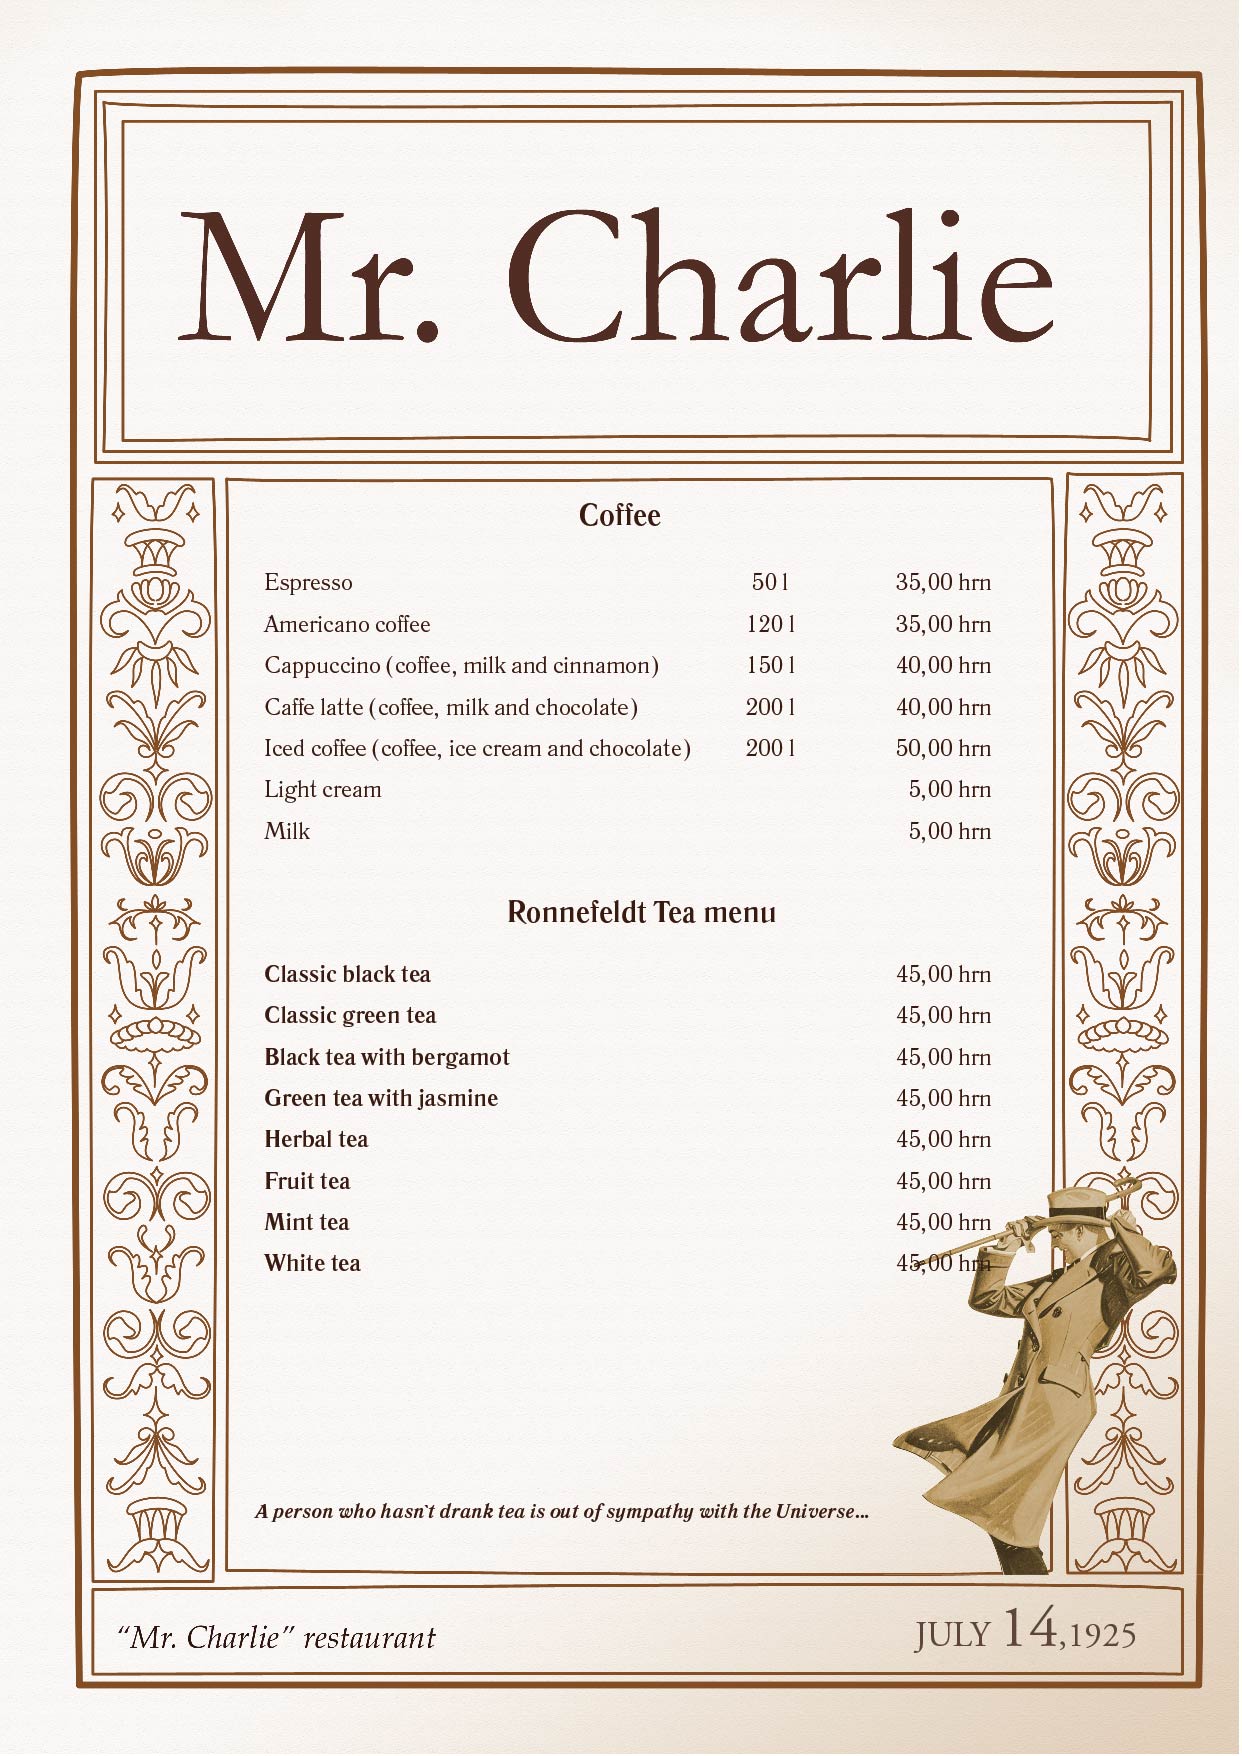 Mr. Charlie
Coffee
Espresso 50 l 35,00 hrn
Americano coffee 120 l 35,00 hrn
Cappuccino (coffee, milk and cinnamon) 150 l 40,00 hrn
Caffe latte (coffee, milk and chocolate) 200 l 40,00 hrn
Iced coffee (coffee, ice cream and chocolate) 200 l 50,00 hrn
Light cream 5,00 hrn
Milk 5,00 hrn
Ronnefeldt Tea menu
Classic black tea 45,00 hrn
Classic green tea 45,00 hrn
Black tea with bergamot 45,00 hrn
Green tea with jasmine 45,00 hrn
Herbal tea 45,00 hrn
Fruit tea 45,00 hrn
Mint tea 45,00 hrn
White tea 45,00 hrn
A person who hasn`t drank tea is out of sympathy with the Universe...
“Mr. Charlie” restaurant JULY 14,1925